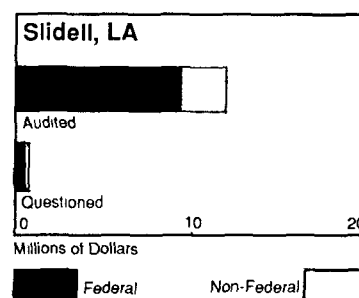 Slidell, LA
Audited
Questioned
0 10 20
Millions of Dollars
Federal Non-Federal